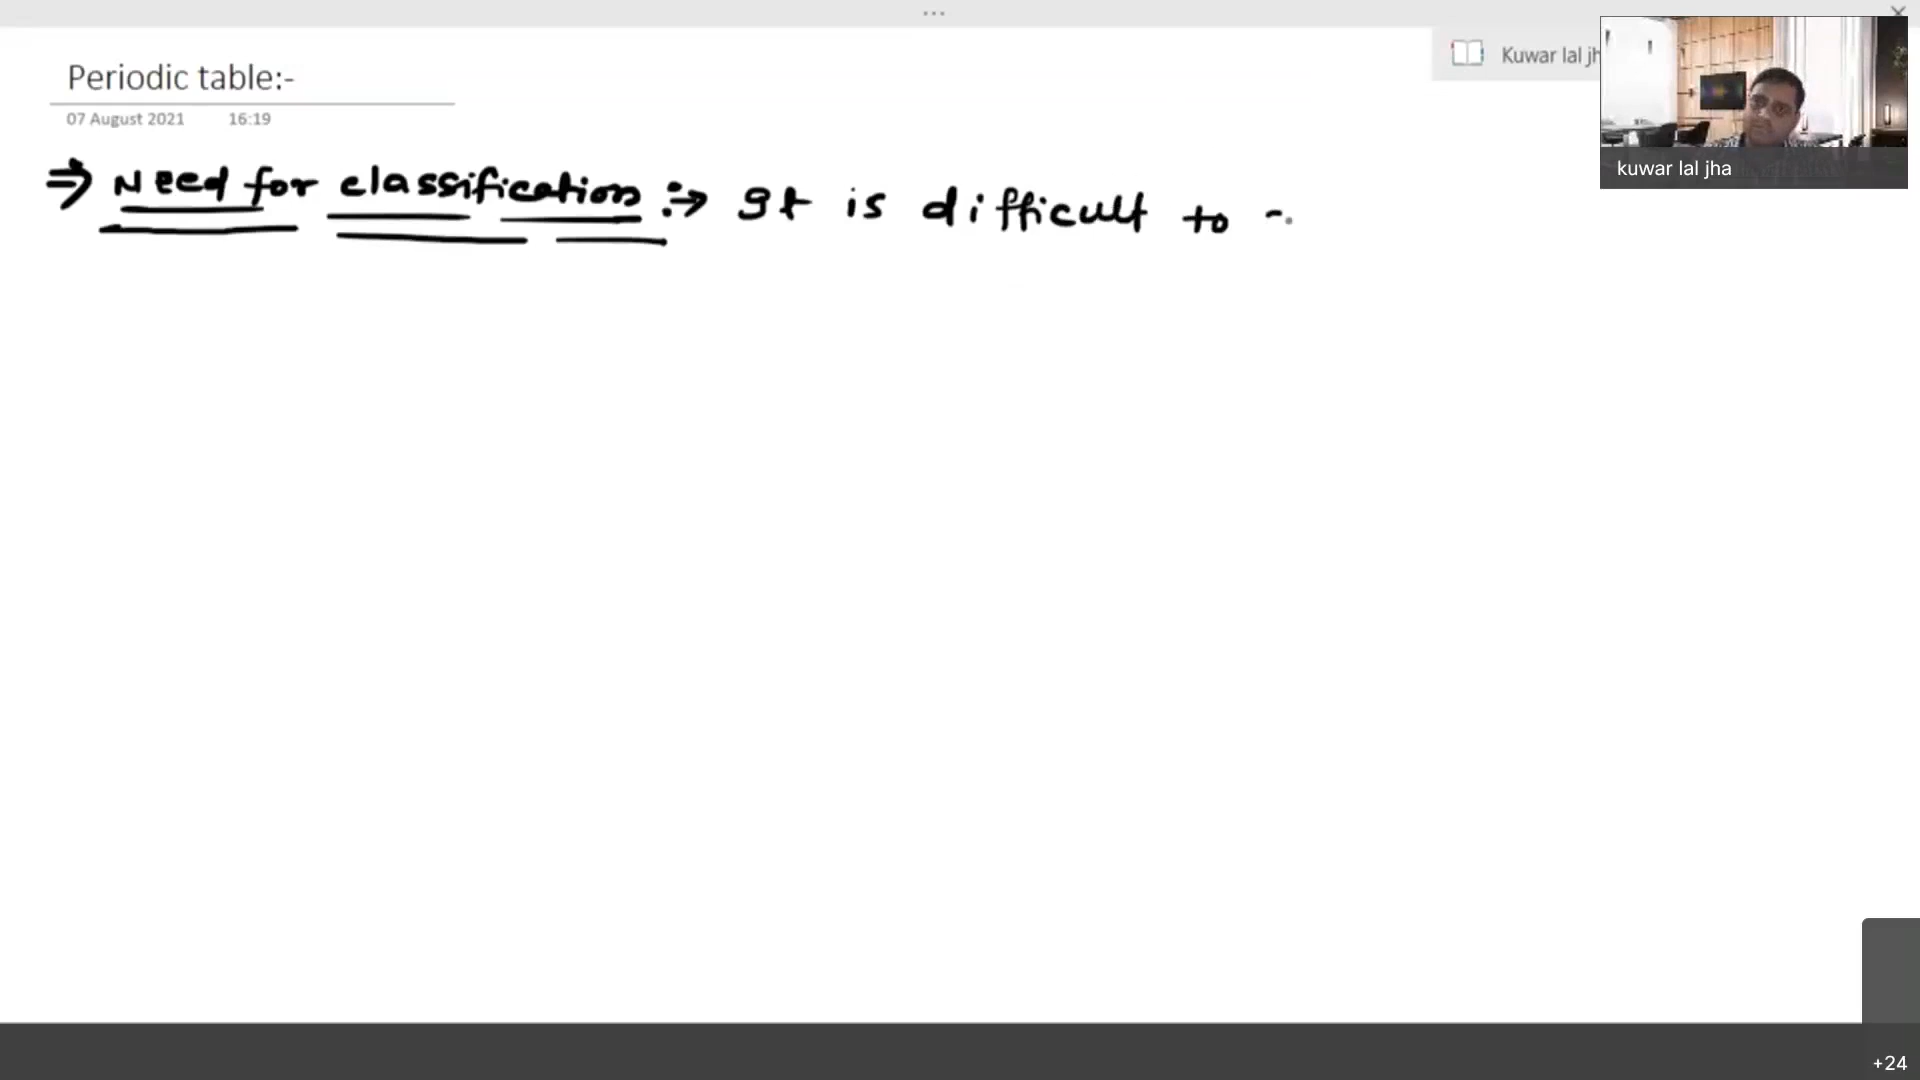 Kuwar lal jh
Periodic table:-
07 August 2021 16:19
kuwar lal jha
⇒ Need for classification :→ It is difficult to
+24